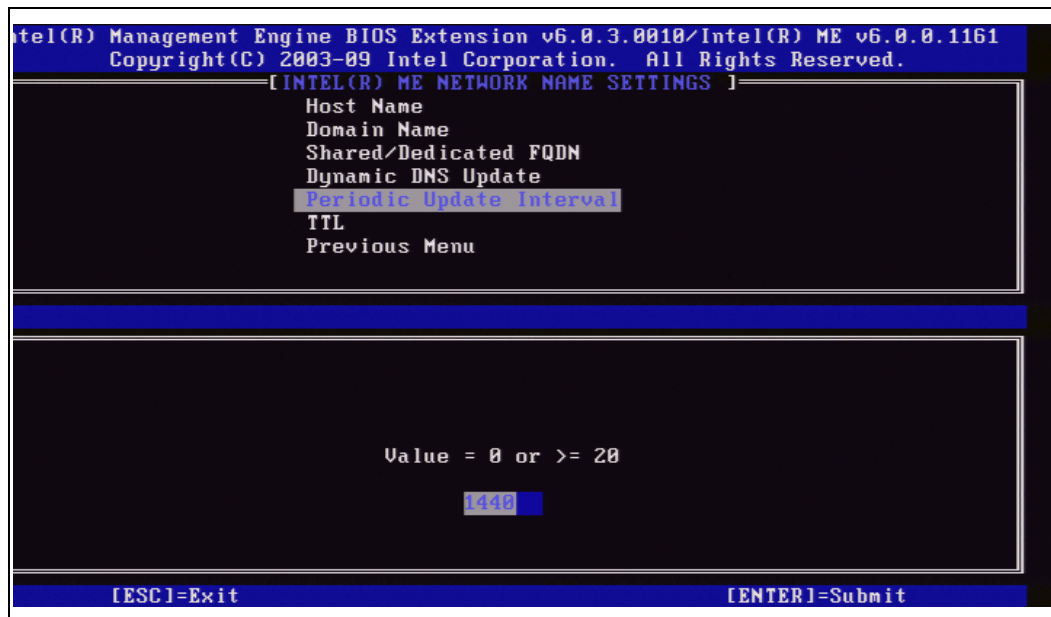 ntel(R) Management Engine BIOS Extension v6.0.3.0010/Intel(R) ME v6.0.0.1161
Copyright(C) 2003-09 Intel Corporation. All Rights Reserved.
[INTEL(R) ME NETWORK NAME SETTINGS ]
Host Name
Domain Name
Shared/Dedicated FQDN
Dynamic DNS Update
Periodic Update Interval
TTL
Previous Menu
Value = 0 or >= 20
1440
[ESC]=Exit [ENTER]=Submit